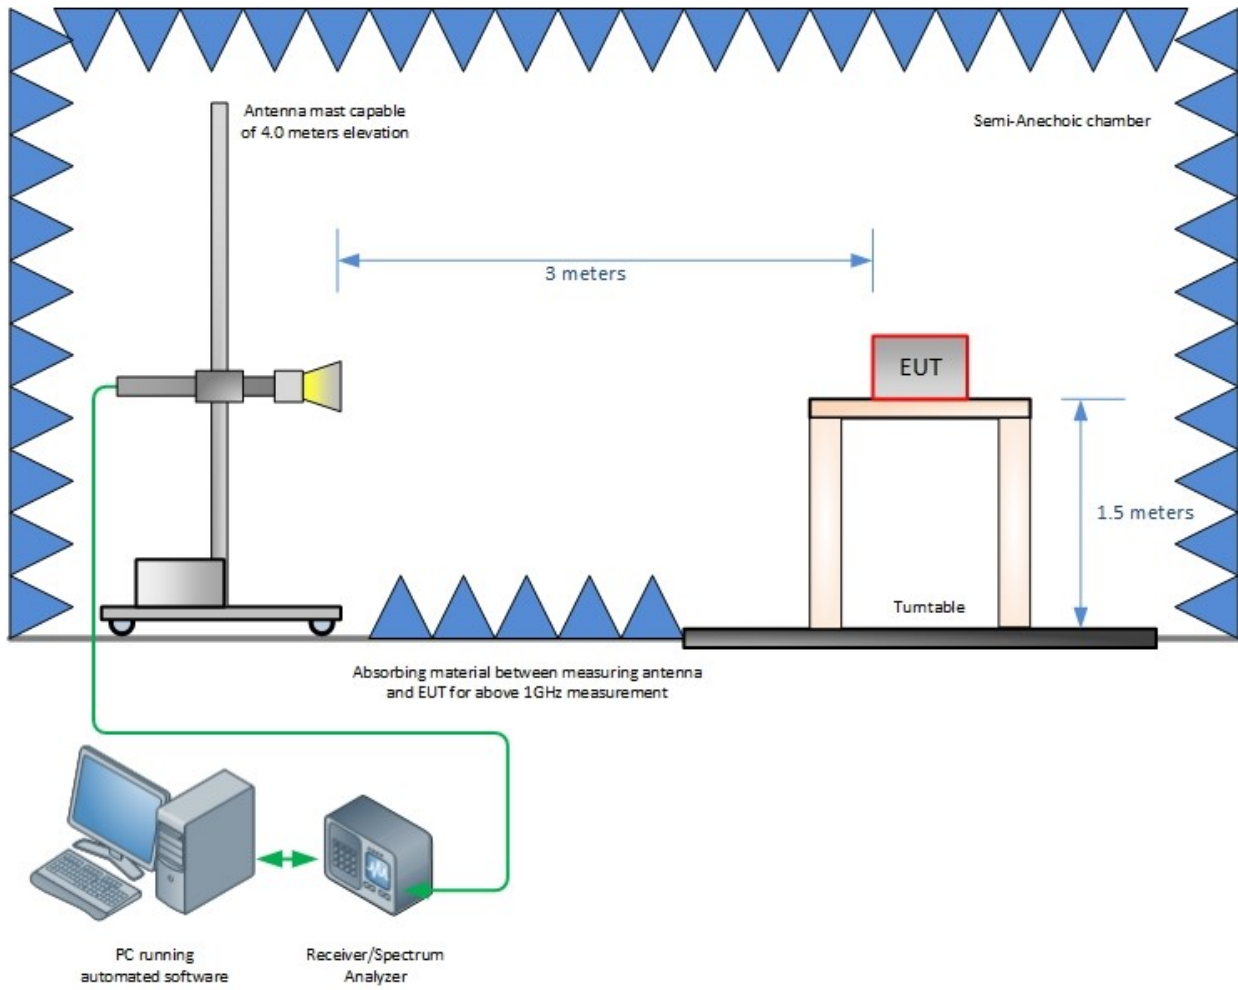 Antenna mast capable
of 4.0 meters elevation
Semi-Anechoic chamber
3 meters
EUT
1.5 meters
Turntable
Absorbing material between measuring antenna
and EUT for above 1GHz measurement
PC running
automated software
Receiver/Spectrum
Analyzer